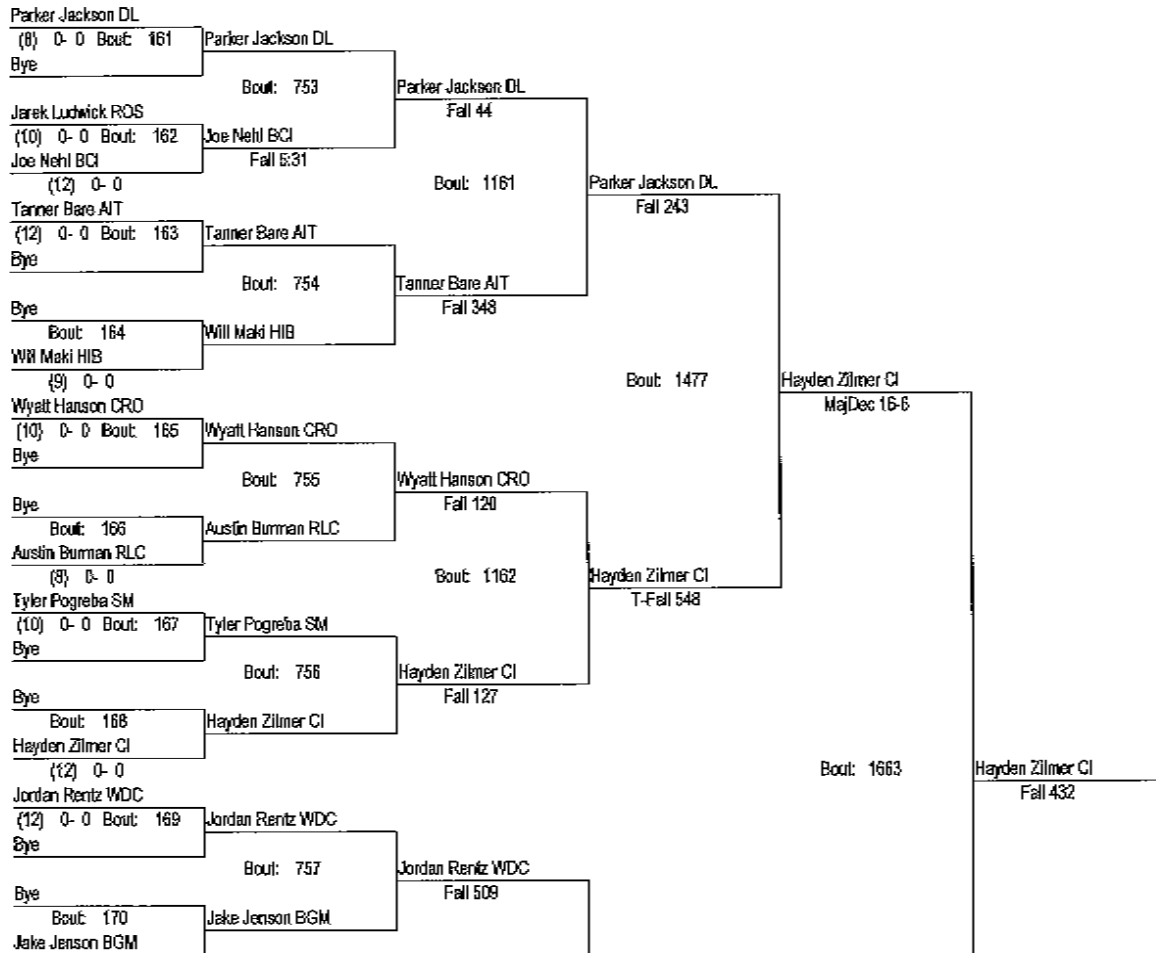 Parker Jackson DL
(8) 0- 0 Bout: 161 Parker Jackson DL
Bye
Bout: 753 Parker Jackson DL
Fall 44
Jarek Ludwick ROS
(10) 0- 0 Bout: 162 Joe Nehl BCI
Joe Nehl BCI Fall 5:31
(12) 0- 0 Bout: 1161 Parker Jackson DL
Fall 243
Tanner Bare AIT
(12) 0- 0 Bout: 163 Tanner Bare AIT
Bye
Bout: 754 Tanner Bare AIT
Fall 348
Bye
Bout: 164 Will Maki HIB
Will Maki HIB
(9) 0- 0 Bout: 1477 Hayden Zilmer CI
MajDec 16-6
Wyatt Hanson CRO
(10) 0- 0 Bout: 165 Wyatt Hanson CRO
Bye
Bout: 755 Wyatt Hanson CRO
Fall 120
Bye
Bout: 166 Austin Burman RLC
Austin Burman RLC
(8) 0- 0 Bout: 1162 Hayden Zilmer CI
T-Fall 548
Tyler Pogreba SM
(10) 0- 0 Bout: 167 Tyler Pogreba SM
Bye
Bout: 756 Hayden Zilmer CI
Fall 127
Bye
Bout: 168 Hayden Zilmer CI
Hayden Zilmer CI
(12) 0- 0 Bout: 1663 Hayden Zilmer CI
Fall 432
Jordan Rentz WDC
(12) 0- 0 Bout: 169 Jordan Rentz WDC
Bye
Bout: 757 Jordan Rentz WDC
Fall 509
Bye
Bout: 170 Jake Jenson BGM
Jake Jenson BGM